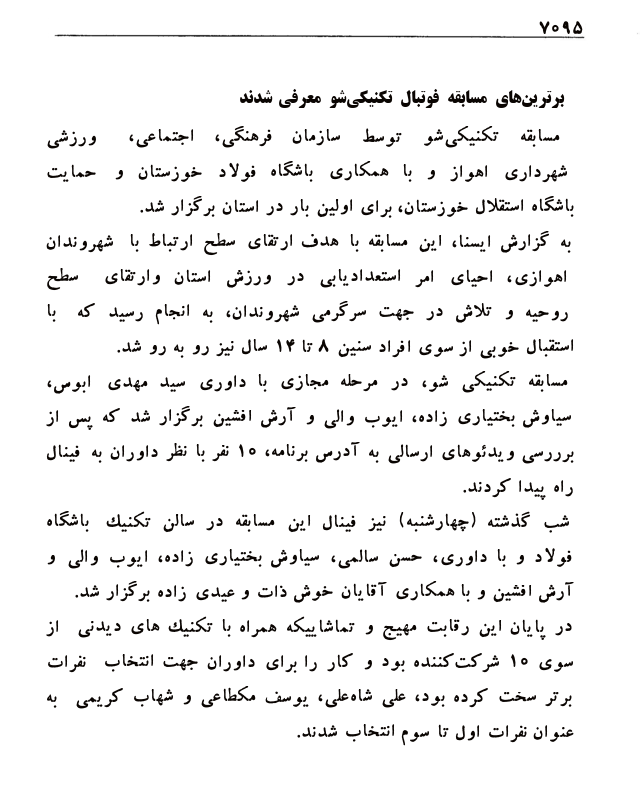 ۷۰۹۵
برترین‌های مسابقه فوتبال تکنیکی‌شو معرفی شدند
مسابقه تکنیکی‌شو توسط سازمان فرهنگی، اجتماعی، ورزشی
شهرداری اهواز و با همکاری باشگاه فولاد خوزستان و حمایت
باشگاه استقلال خوزستان، برای اولین بار در استان برگزار شد.
به گزارش ایسنا، این مسابقه با هدف ارتقای سطح ارتباط با شهروندان
اهوازی، احیای امر استعدادیابی در ورزش استان وارتقای سطح
روحیه و تلاش در جهت سرگرمی شهروندان، به انجام رسید که با
استقبال خوبی از سوی افراد سنین ۸ تا ۱۴ سال نیز رو به رو شد.
مسابقه تکنیکی شو، در مرحله مجازی با داوری سید مهدی ابوس،
سیاوش بختیاری زاده، ایوب والی و آرش افشین برگزار شد که پس از
برررسی ویدئوهای ارسالی به آدرس برنامه، ۱۰ نفر با نظر داوران به فینال
راه پیدا کردند.
شب گذشته (چهارشنبه) نیز فینال این مسابقه در سالن تکنیك باشگاه
فولاد و با داوری، حسن سالمی، سیاوش بختیاری زاده، ایوب والی و
آرش افشین و با همکاری آقایان خوش ذات و عیدی زاده برگزار شد.
در پایان این رقابت مهیج و تماشاییکه همراه با تکنیك های دیدنی از
سوی ۱۰ شرکت‌کننده بود و کار را برای داوران جهت انتخاب نفرات
برتر سخت کرده بود، علی شاه‌علی، یوسف مکطاعی و شهاب کریمی به
عنوان نفرات اول تا سوم انتخاب شدند.